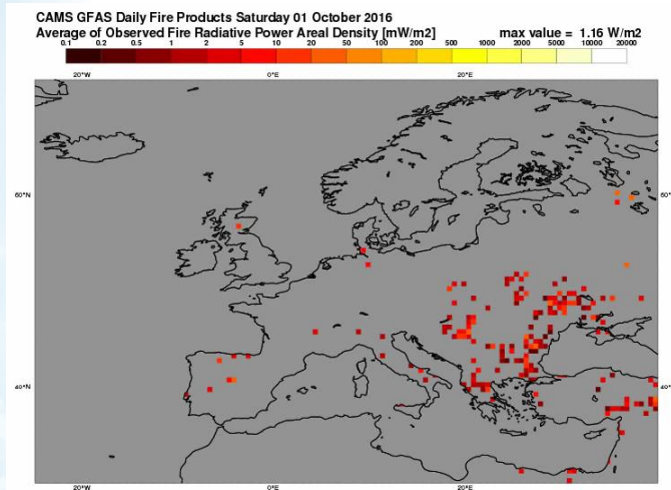 CAMS GFAS Daily Fire Products Saturday 01 October 2016
Average of Observed Fire Radiative Power Areal Density [mW/m2] max value = 1.16 W/m2
0.1 0.2 0.5 1 2 5 10 20 50 100 200 500 1000 2000 5000 10000 20000
20°W 0°E 20°E
60°N 60°
40°N 40°
20°W 0°E 20°E